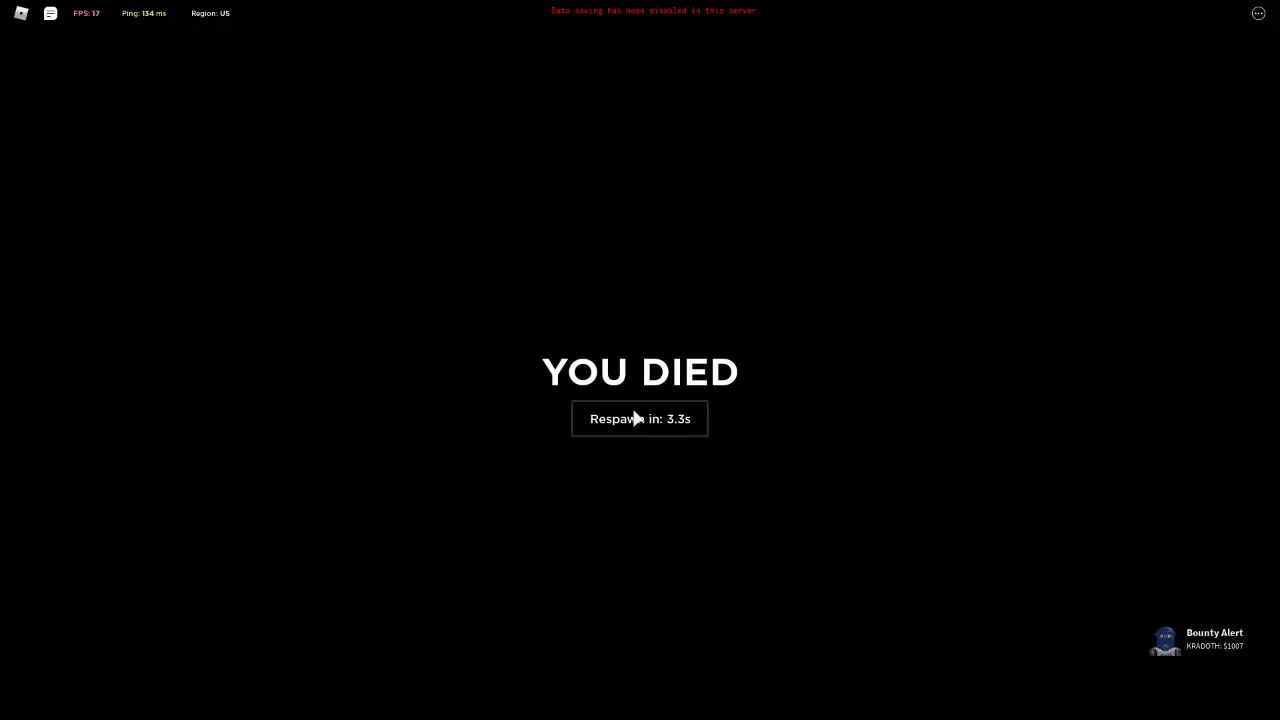 FPS: 17 Ping: 134 ms Region: US
Data saving has been disabled in this server.
YOU DIED
Respawn in: 3.3s
Bounty Alert
KRADOTH: $1007